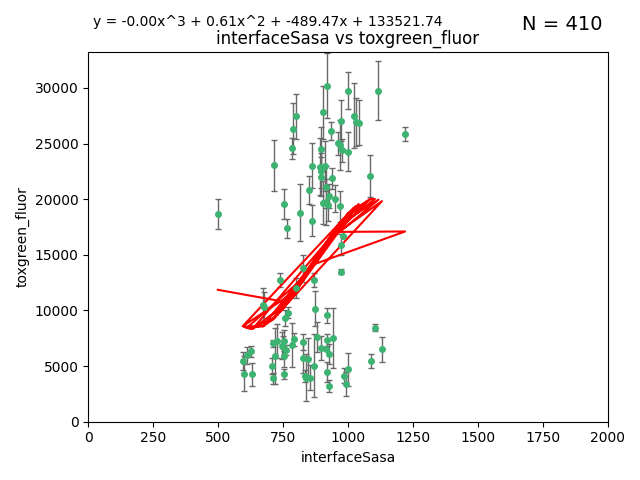 y = -0.00x^3 + 0.61x^2 + -489.47x + 133521.74
N = 410
interfaceSasa vs toxgreen_fluor
30000
25000
20000
15000
10000
5000
0
toxgreen_fluor
0 250 500 750 1000 1250 1500 1750 2000
interfaceSasa